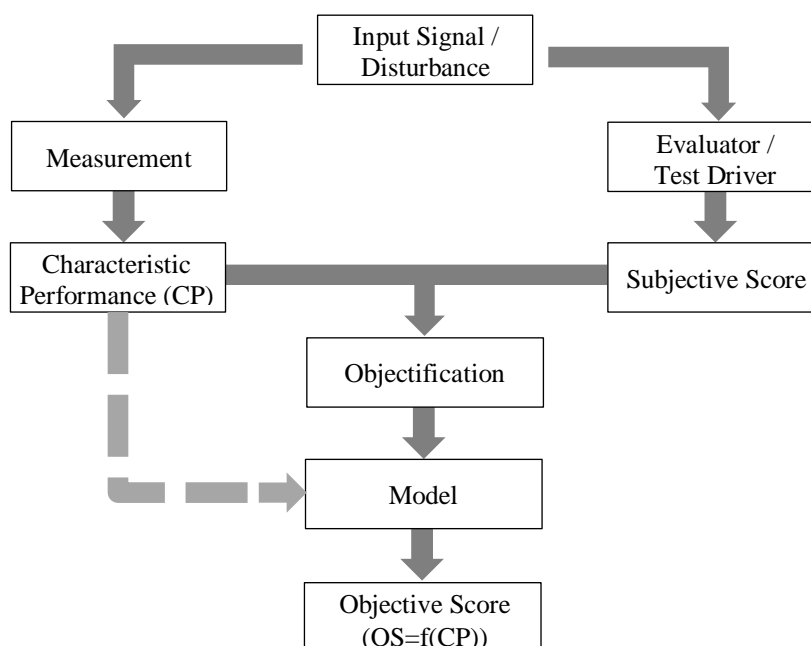 Input Signal /
Disturbance
Measurement
Evaluator /
Test Driver
Characteristic
Performance (CP)
Subjective Score
Objectification
Model
Objective Score
(OS=f(CP))